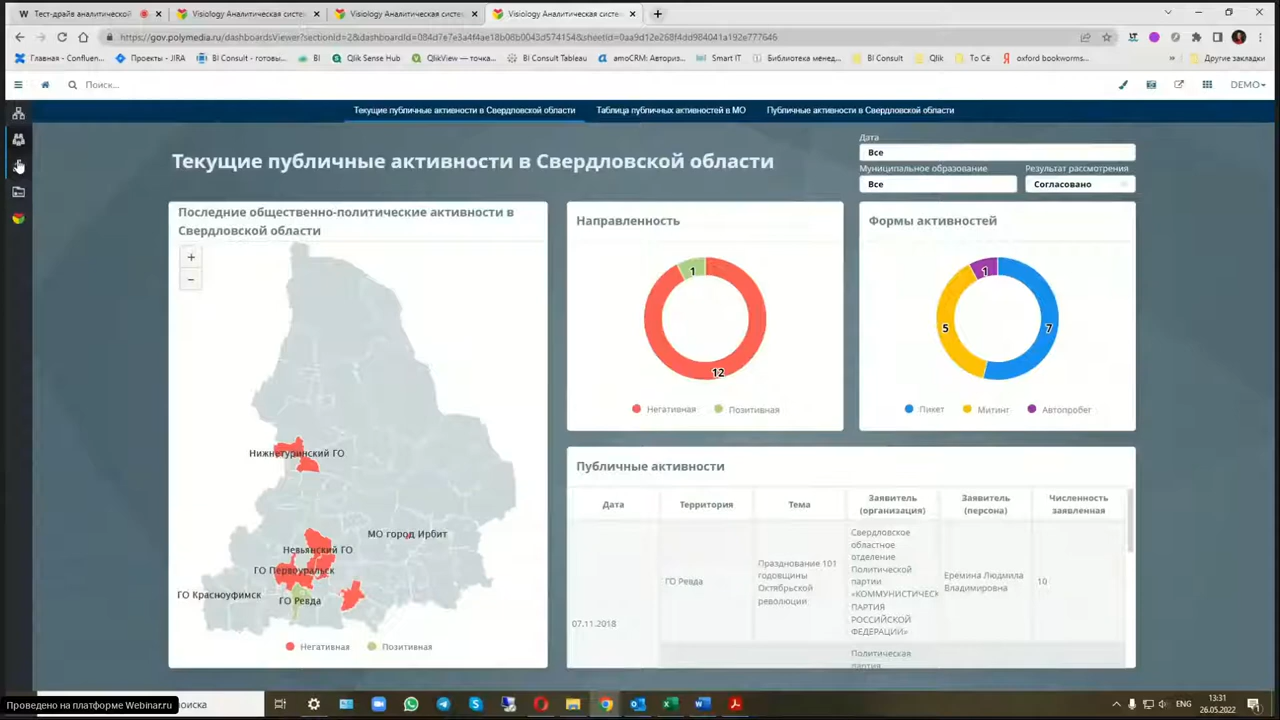 Тест-драйв аналитической
Visiology Аналитическая систе
Visiology Аналитическая систе
Visiology Аналитическая систе
https://gov.polymedia.ru/dashboardsViewer?sectionId=2&dashboardId=084d7e7e3a4f4ae18b08b0043d574154&sheetId=0aa9d12e268f4dd984041a192e777646
Главная - Confluen...
Проекты - JIRA
BI Consult - готовы...
BI
Qlik Sense Hub
QlikView — точка...
BI Consult Tableau
amoCRM: Авториз...
Smart IT
Библиотека менед...
BI Consult
Qlik
To Cé
oxford bookworms...
»
Другие закладки
Поиск...
DEMO
Текущие публичные активности в Свердловской области
Таблица публичных активностей в МО
Публичные активности в Свердловской области
Текущие публичные активности в Свердловской области
Дата
Все
Муниципальное образование
Результат рассмотрения
Все
Согласовано
Последние общественно-политические активности в
Свердловской области
+
−
Нижнетуринский ГО
МО город Ирбит
Невьянский ГО
ГО Первоуральск
ГО Красноуфимск
ГО Ревда
Негативная
Позитивная
Направленность
1
12
Негативная
Позитивная
Формы активностей
1
5
7
Пикет
Митинг
Автопробег
Публичные активности
Дата
Территория
Тема
Заявитель
(организация)
Заявитель
(персона)
Численность
заявленная
07.11.2018
ГО Ревда
Празднование 101
годовщины
Октябрьской
революции
Свердловское
областное
отделение
Политической
партии
«КОММУНИСТИЧЕСК
ПАРТИЯ
РОССИЙСКОЙ
ФЕДЕРАЦИИ»
Еремина Людмила
Владимировна
10
Политическая
партия
Проведено на платформе Webinar.ru
оиска
ENG
13:31
26.05.2022